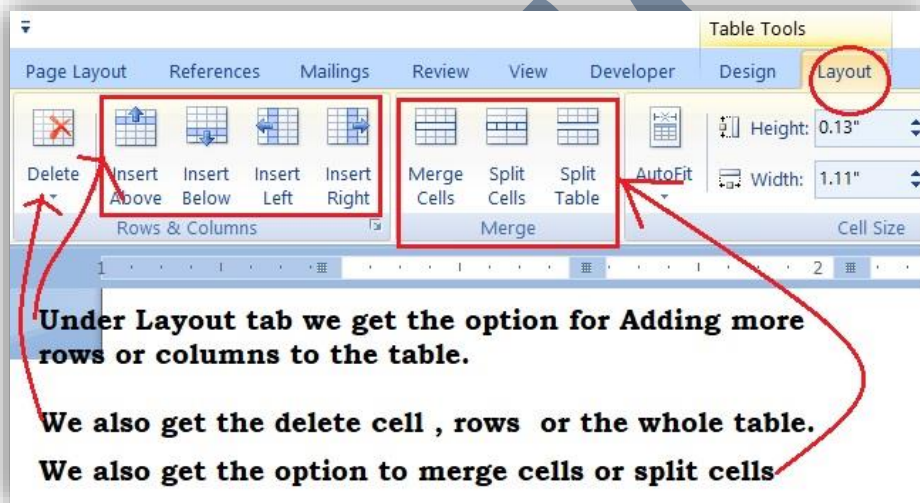 Table Tools
Page Layout References Mailings Review View Developer Design Layout
Delete Insert Above Insert Below Insert Left Insert Right Merge Cells Split Cells Split Table AutoFit Height: 0.13"
Width: 1.11"
Rows & Columns Merge Cell Size
1 2
Under Layout tab we get the option for Adding more
rows or columns to the table.
We also get the delete cell , rows or the whole table.
We also get the option to merge cells or split cells